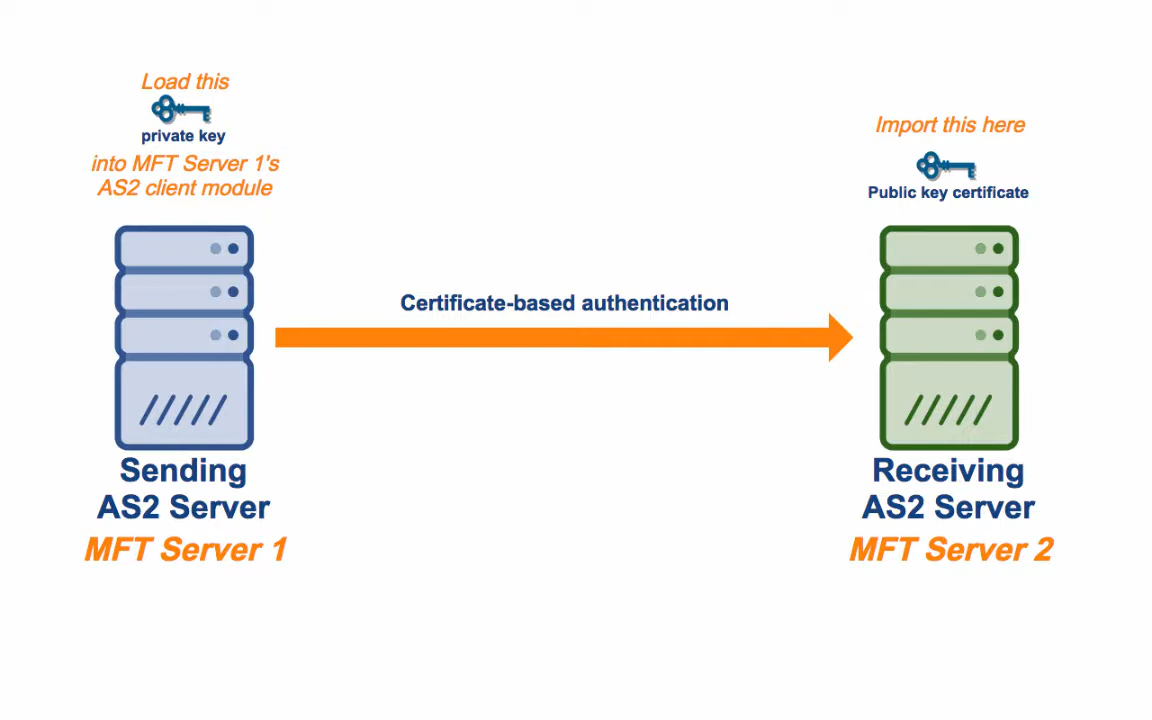 Load this
private key
into MFT Server 1's
AS2 client module
Import this here
Public key certificate
Certificate-based authentication
Sending
AS2 Server
MFT Server 1
Receiving
AS2 Server
MFT Server 2